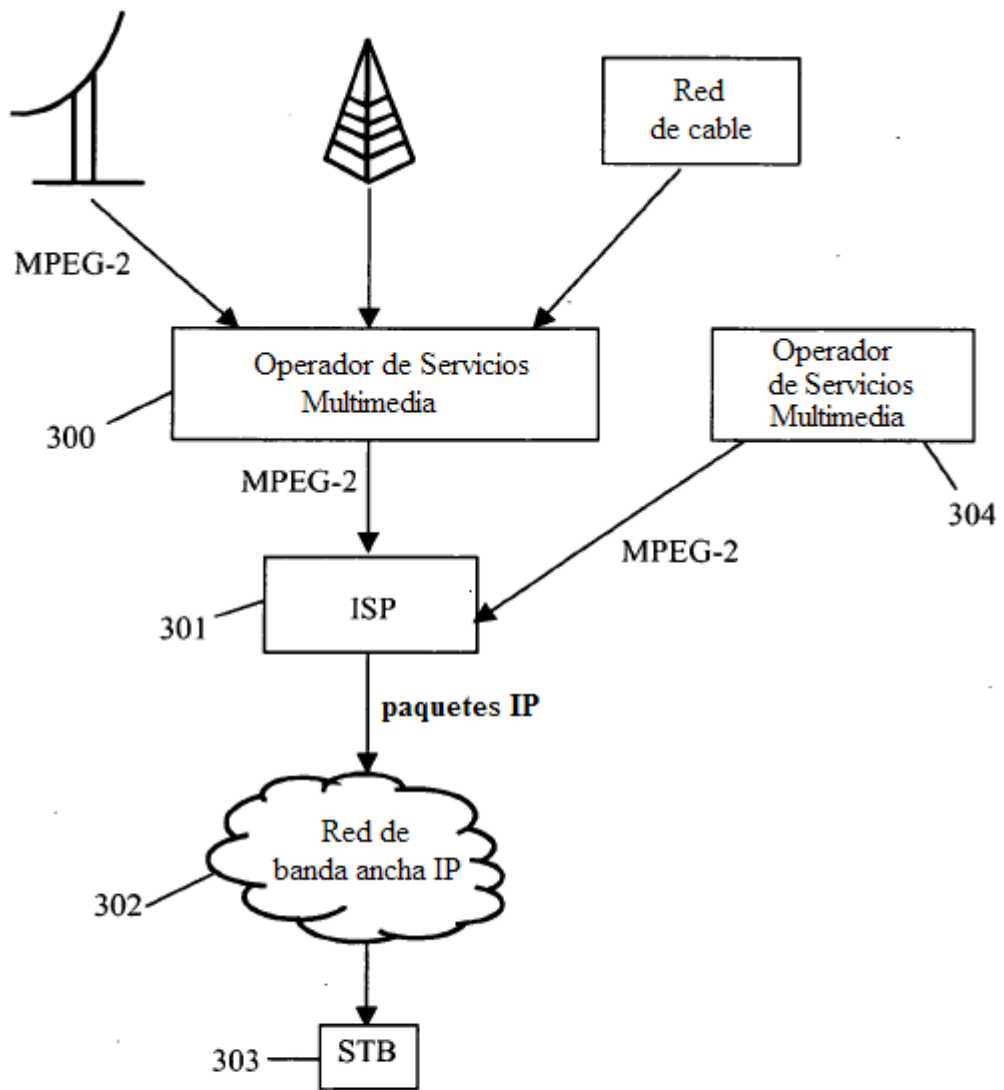 Red
de cable
MPEG-2
Operador de Servicios
Multimedia
Operador
de Servicios
Multimedia
300
MPEG-2
304
MPEG-2
ISP
301
paquetes IP
Red de
banda ancha IP
302
STB
303